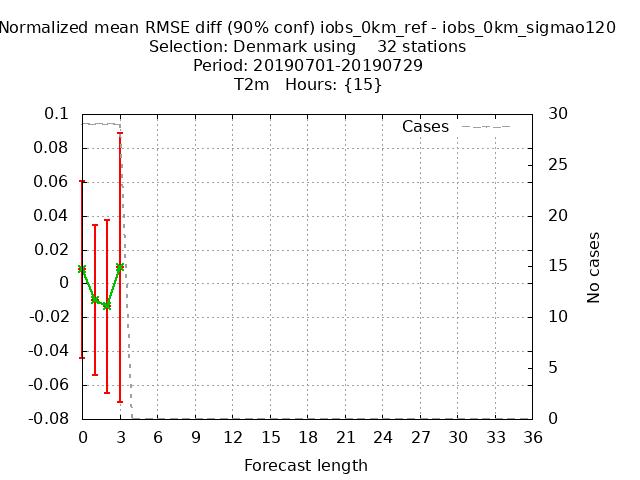 Normalized mean RMSE diff (90% conf) iobs_0km_ref - iobs_0km_sigmao120
Selection: Denmark using    32 stations
Period: 20190701-20190729
T2m   Hours: {15}
Cases
0.1
0.08
0.06
0.04
0.02
0
-0.02
-0.04
-0.06
-0.08
30
25
20
15
10
5
0
No cases
0 3 6 9 12 15 18 21 24 27 30 33 36
Forecast length